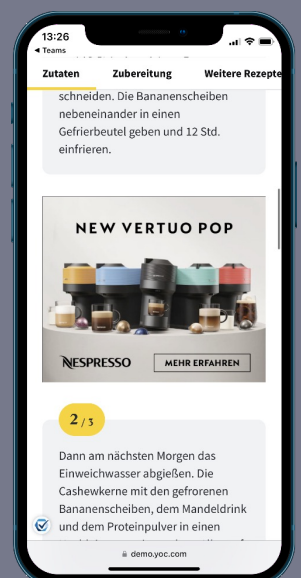 13:26
◄ Teams
Zutaten Zubereitung Weitere Rezepte
schneiden. Die Bananenscheiben
nebeneinander in einen
Gefrierbeutel geben und 12 Std.
einfrieren.
NEW VERTUO POP
NESPRESSO
MEHR ERFAHREN
2 / 3
Dann am nächsten Morgen das
Einweichwasser abgießen. Die
Cashewkerne mit den gefrorenen
Bananenscheiben, dem Mandeldrink
und dem Proteinpulver in einen
demo.yoc.com